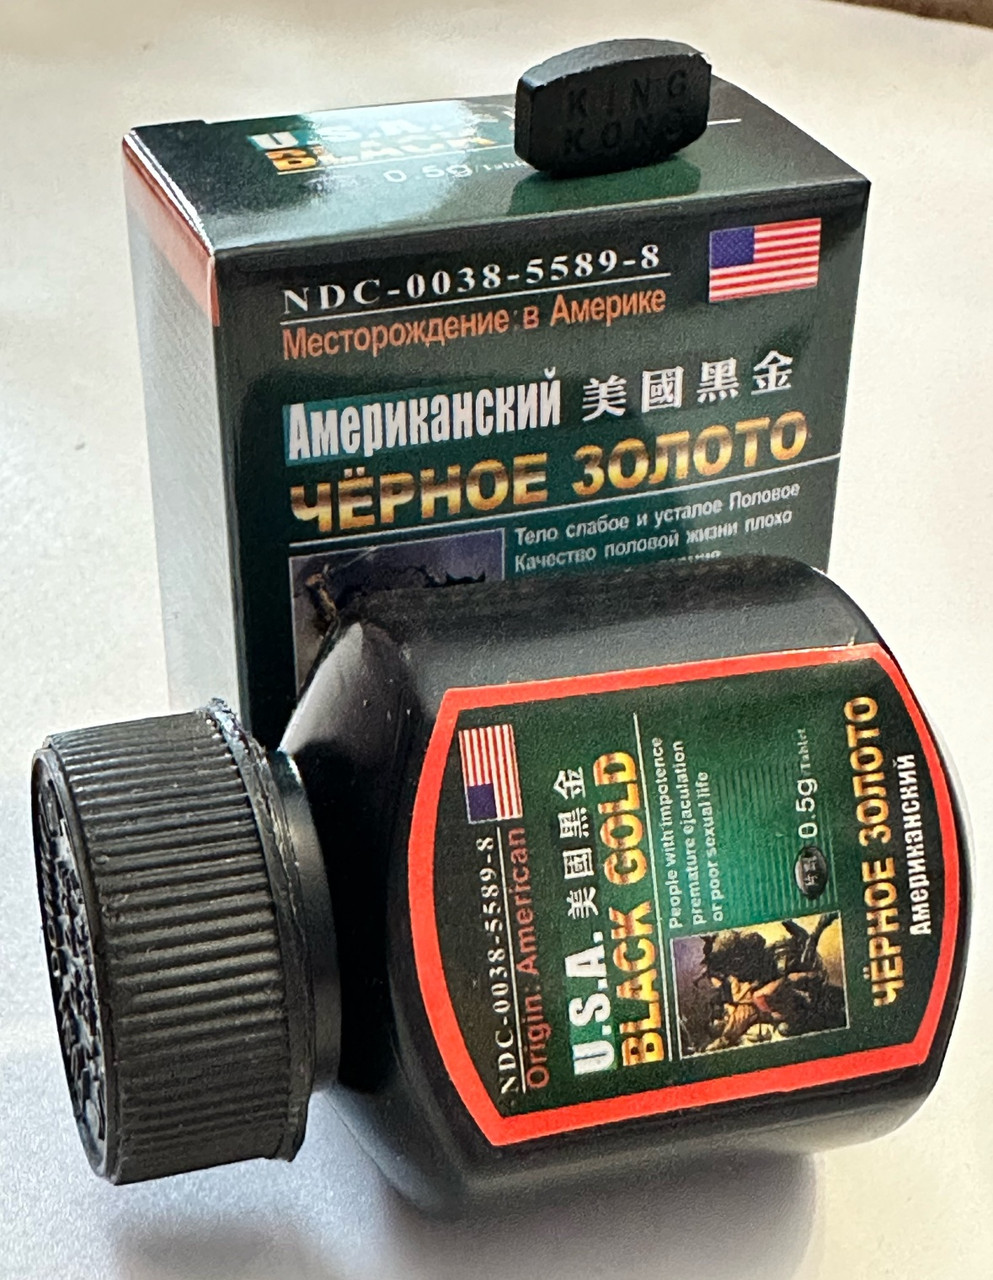 KING
KONG
U.S.A.
BLACK
0.5g/Tablet
NDC-0038-5589-8
Месторождение в Америке
Американский 美國黑金
ЧЁРНОЕ ЗОЛОТО
Тело слабое и усталое Половое
Качество половой жизни плохо
NDC-0038-5589-8
Origin: American
U.S.A. 美國黑金
BLACK GOLD
People with impotence
premature ejaculation
or poor sexual life
0.5g/Tablet
ЧЁРНОЕ ЗОЛОТО
Американский